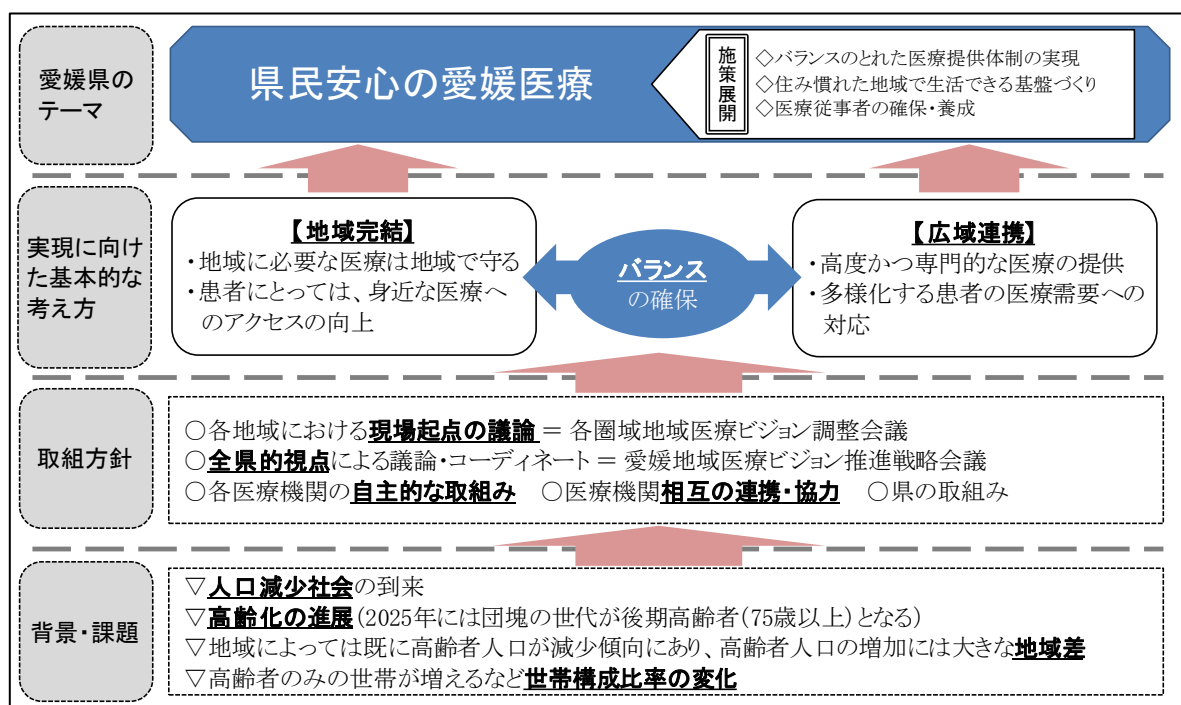 愛媛県の
テーマ
県民安心の愛媛医療
施策展開
◇バランスのとれた医療提供体制の実現
◇住み慣れた地域で生活できる基盤づくり
◇医療従事者の確保・養成
実現に向け
た基本的な
考え方
【地域完結】
・地域に必要な医療は地域で守る
・患者にとっては、身近な医療へ
のアクセスの向上
バランス
の確保
【広域連携】
・高度かつ専門的な医療の提供
・多様化する患者の医療需要への
対応
取組方針
○各地域における現場起点の議論 = 各圏域地域医療ビジョン調整会議
○全県的視点による議論・コーディネート = 愛媛地域医療ビジョン推進戦略会議
○各医療機関の自主的な取組み ○医療機関相互の連携・協力 ○県の取組み
背景・課題
▽人口減少社会の到来
▽高齢化の進展(2025年には団塊の世代が後期高齢者(75歳以上)となる)
▽地域によっては既に高齢者人口が減少傾向にあり、高齢者人口の増加には大きな地域差
▽高齢者のみの世帯が増えるなど世帯構成比率の変化